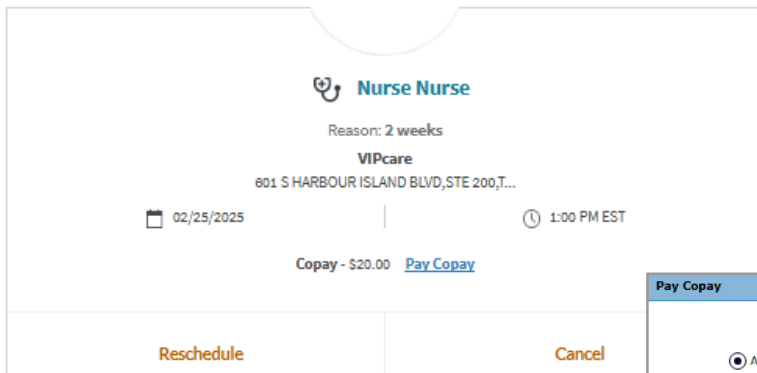 Nurse Nurse
Reason: 2 weeks
VIPcare
601 S HARBOUR ISLAND BLVD,STE 200,T...
02/25/2025 1:00 PM EST
Copay - $20.00 Pay Copay
Pay Copay
Reschedule Cancel